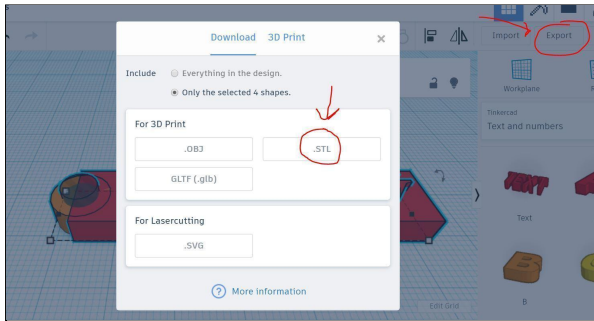 Import
Export
Download
3D Print
×
Include
Everything in the design.
Only the selected 4 shapes.
For 3D Print
.OBJ
.STL
GLTF (.glb)
For Lasercutting
.SVG
? More information
Workplane
Tinkercad
Text and numbers
TEXT
Text
B
B
Edit Grid